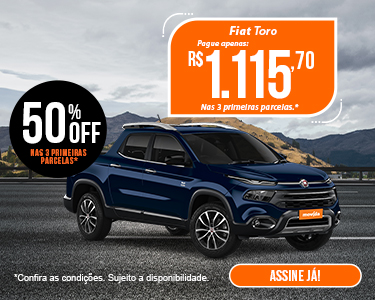 Fiat Toro
Pague apenas:
R$1.115,70
Nas 3 primeiras parcelas.*
50% OFF
NAS 3 PRIMEIRAS
PARCELAS*
movida
*Confira as condições. Sujeito a disponibilidade.
ASSINE JÁ!